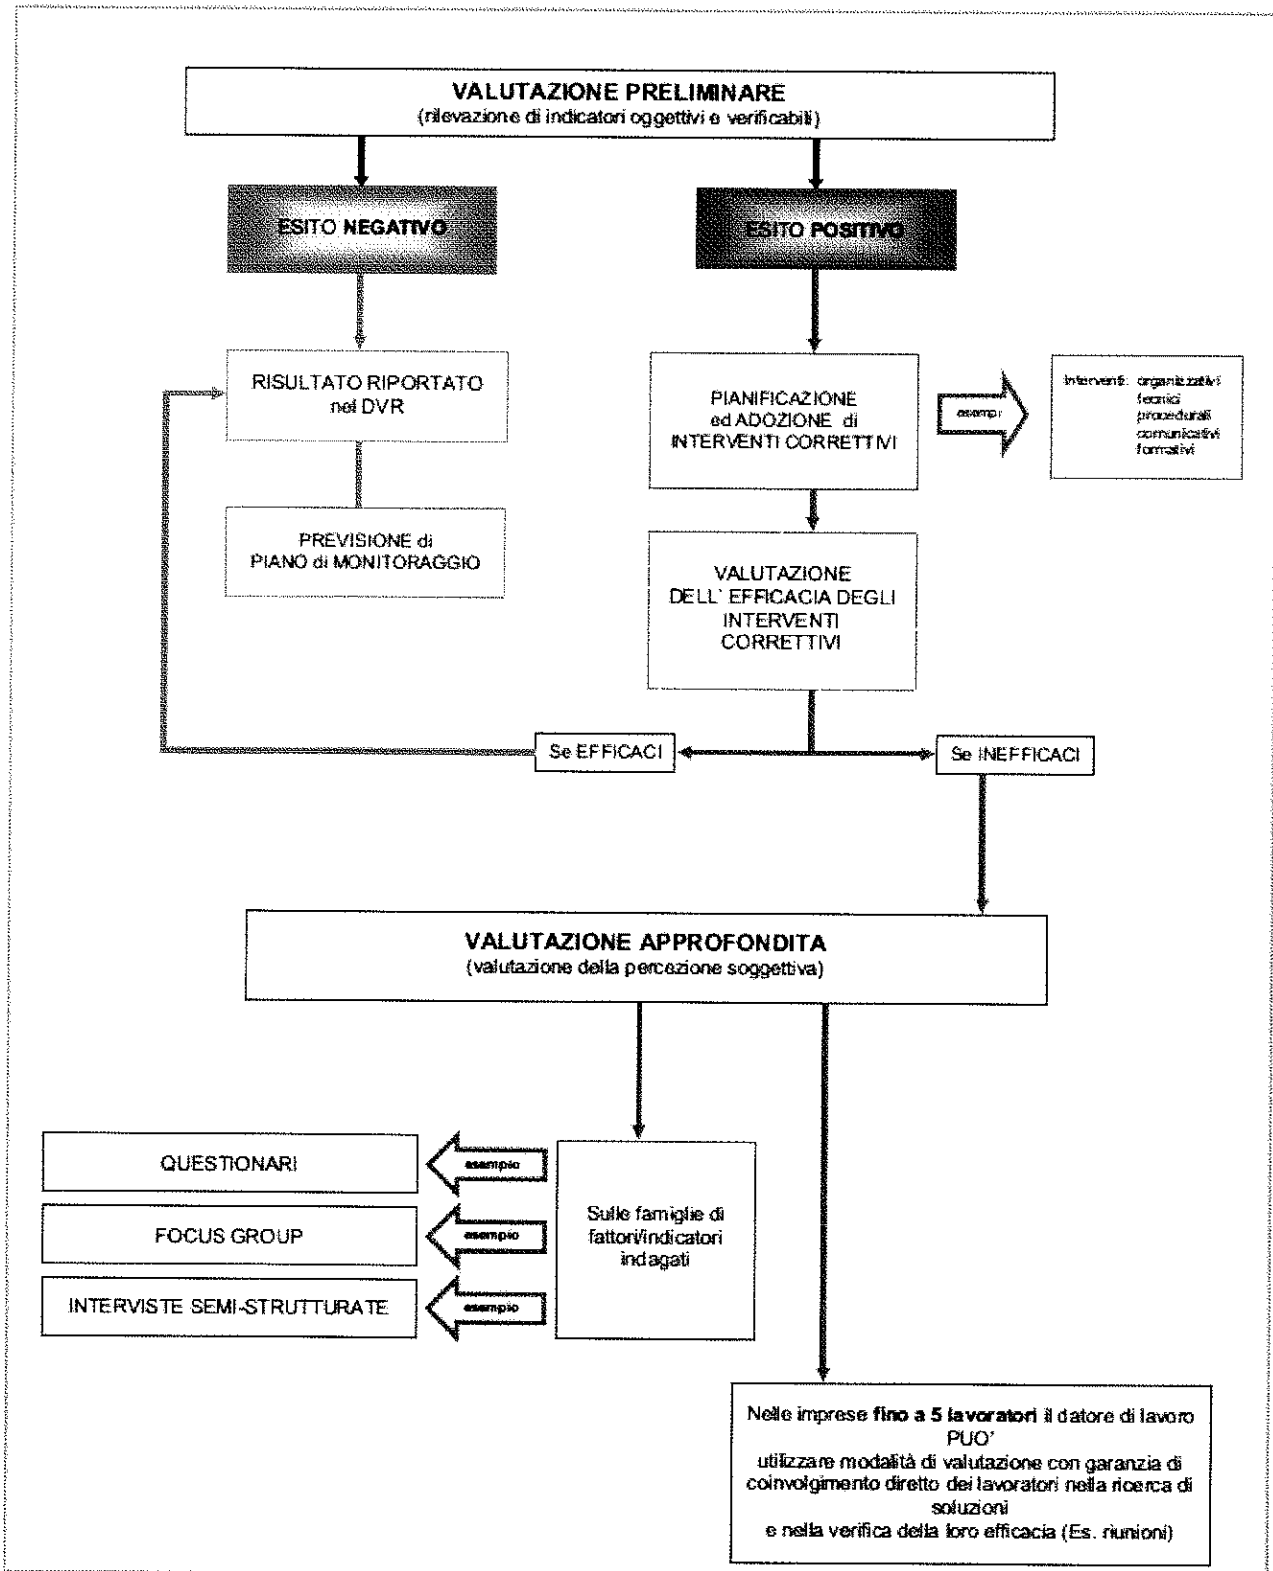 VALUTAZIONE PRELIMINARE
(rilevazione di indicatori oggettivi e verificabili)
ESITO NEGATIVO
ESITO POSITIVO
RISULTATO RIPORTATO
nel DVR
PREVISIONE di
PIANO di MONITORAGGIO
PIANIFICAZIONE
ed ADOZIONE di
INTERVENTI CORRETTIVI
esempi
Interventi: organizzativi
tecnici
procedurali
comunicativi
formativi
VALUTAZIONE
DELL' EFFICACIA DEGLI
INTERVENTI
CORRETTIVI
Se EFFICACI
Se INEFFICACI
VALUTAZIONE APPROFONDITA
(valutazione della percezione soggettiva)
QUESTIONARI
esempio
FOCUS GROUP
esempio
INTERVISTE SEMI-STRUTTURATE
esempio
Sulle famiglie di
fattori/indicatori
indagati
Nelle imprese fino a 5 lavoratori il datore di lavoro
PUO'
utilizzare modalità di valutazione con garanzia di
coinvolgimento diretto dei lavoratori nella ricerca di
soluzioni
e nella verifica della loro efficacia (Es. riunioni)